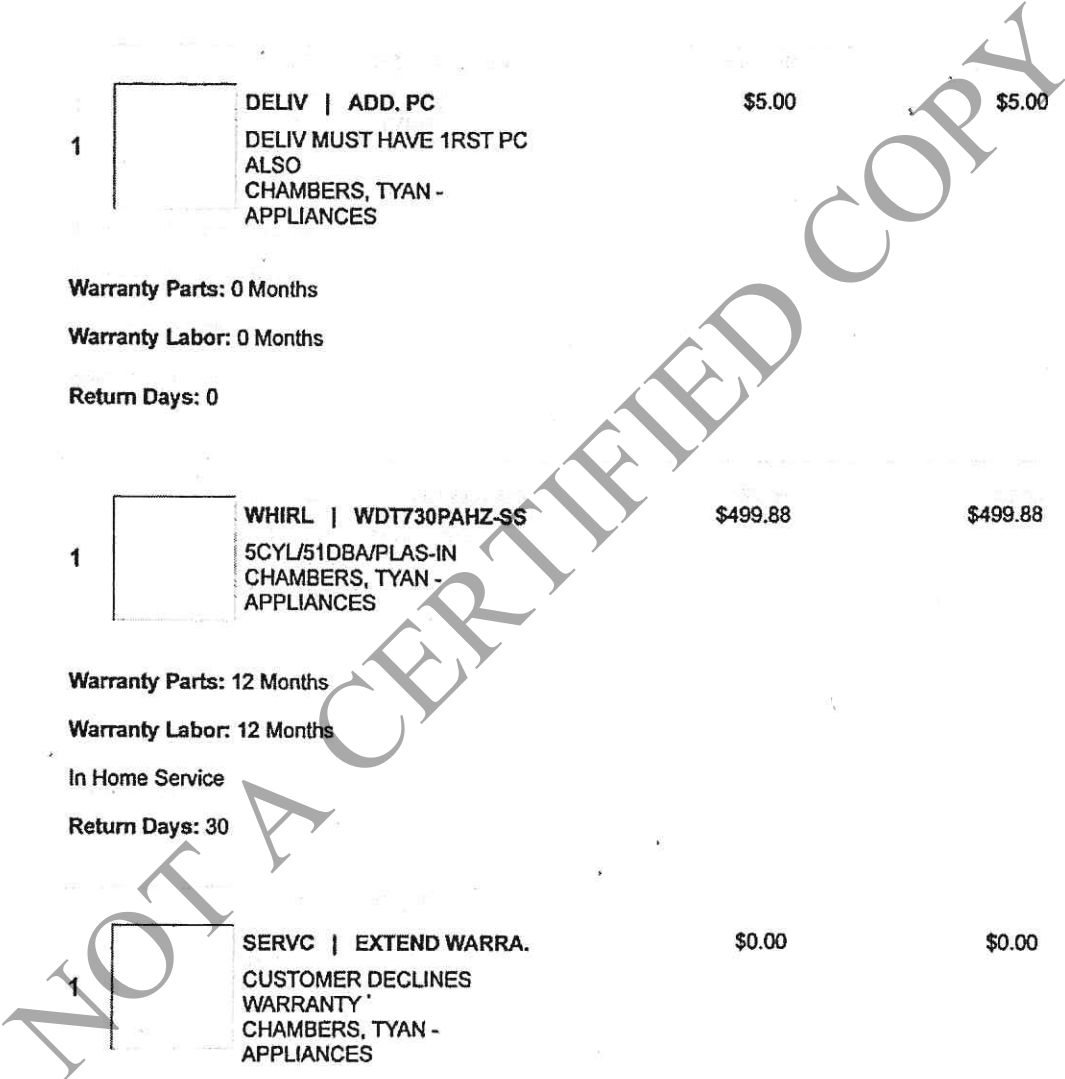 DELIV | ADD. PC $5.00 $5.00
1 DELIV MUST HAVE 1RST PC
ALSO
CHAMBERS, TYAN -
APPLIANCES
Warranty Parts: 0 Months
Warranty Labor: 0 Months
Return Days: 0
WHIRL | WDT730PAHZ-SS $499.88 $499.88
1 5CYL/51DBA/PLAS-IN
CHAMBERS, TYAN -
APPLIANCES
Warranty Parts: 12 Months
Warranty Labor: 12 Months
In Home Service
Return Days: 30
SERVC | EXTEND WARRA. $0.00 $0.00
1 CUSTOMER DECLINES
WARRANTY
CHAMBERS, TYAN -
APPLIANCES
NOT A CERTIFIED COPY